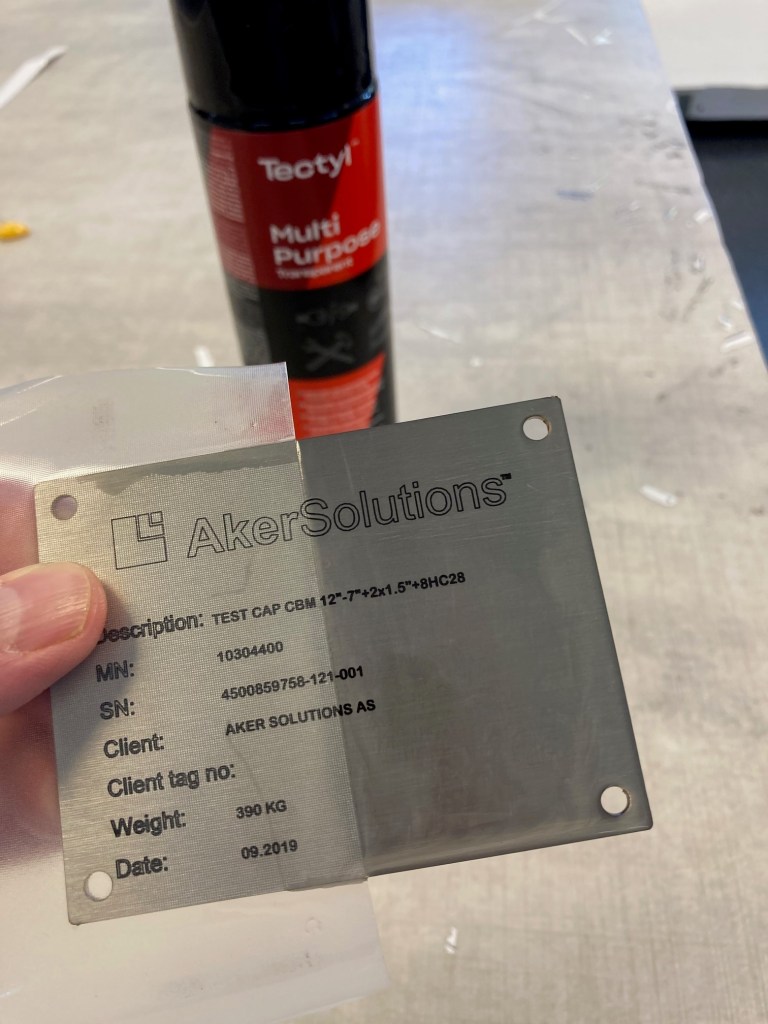 Tectyl
Multi
Purpose
transparent
AkerSolutions™
Description: TEST CAP CBM 12"-7"+2x1.5"+8HC28
MN: 10304400
SN: 4500859758-121-001
Client: AKER SOLUTIONS AS
Client tag no:
Weight: 390 KG
Date: 09.2019